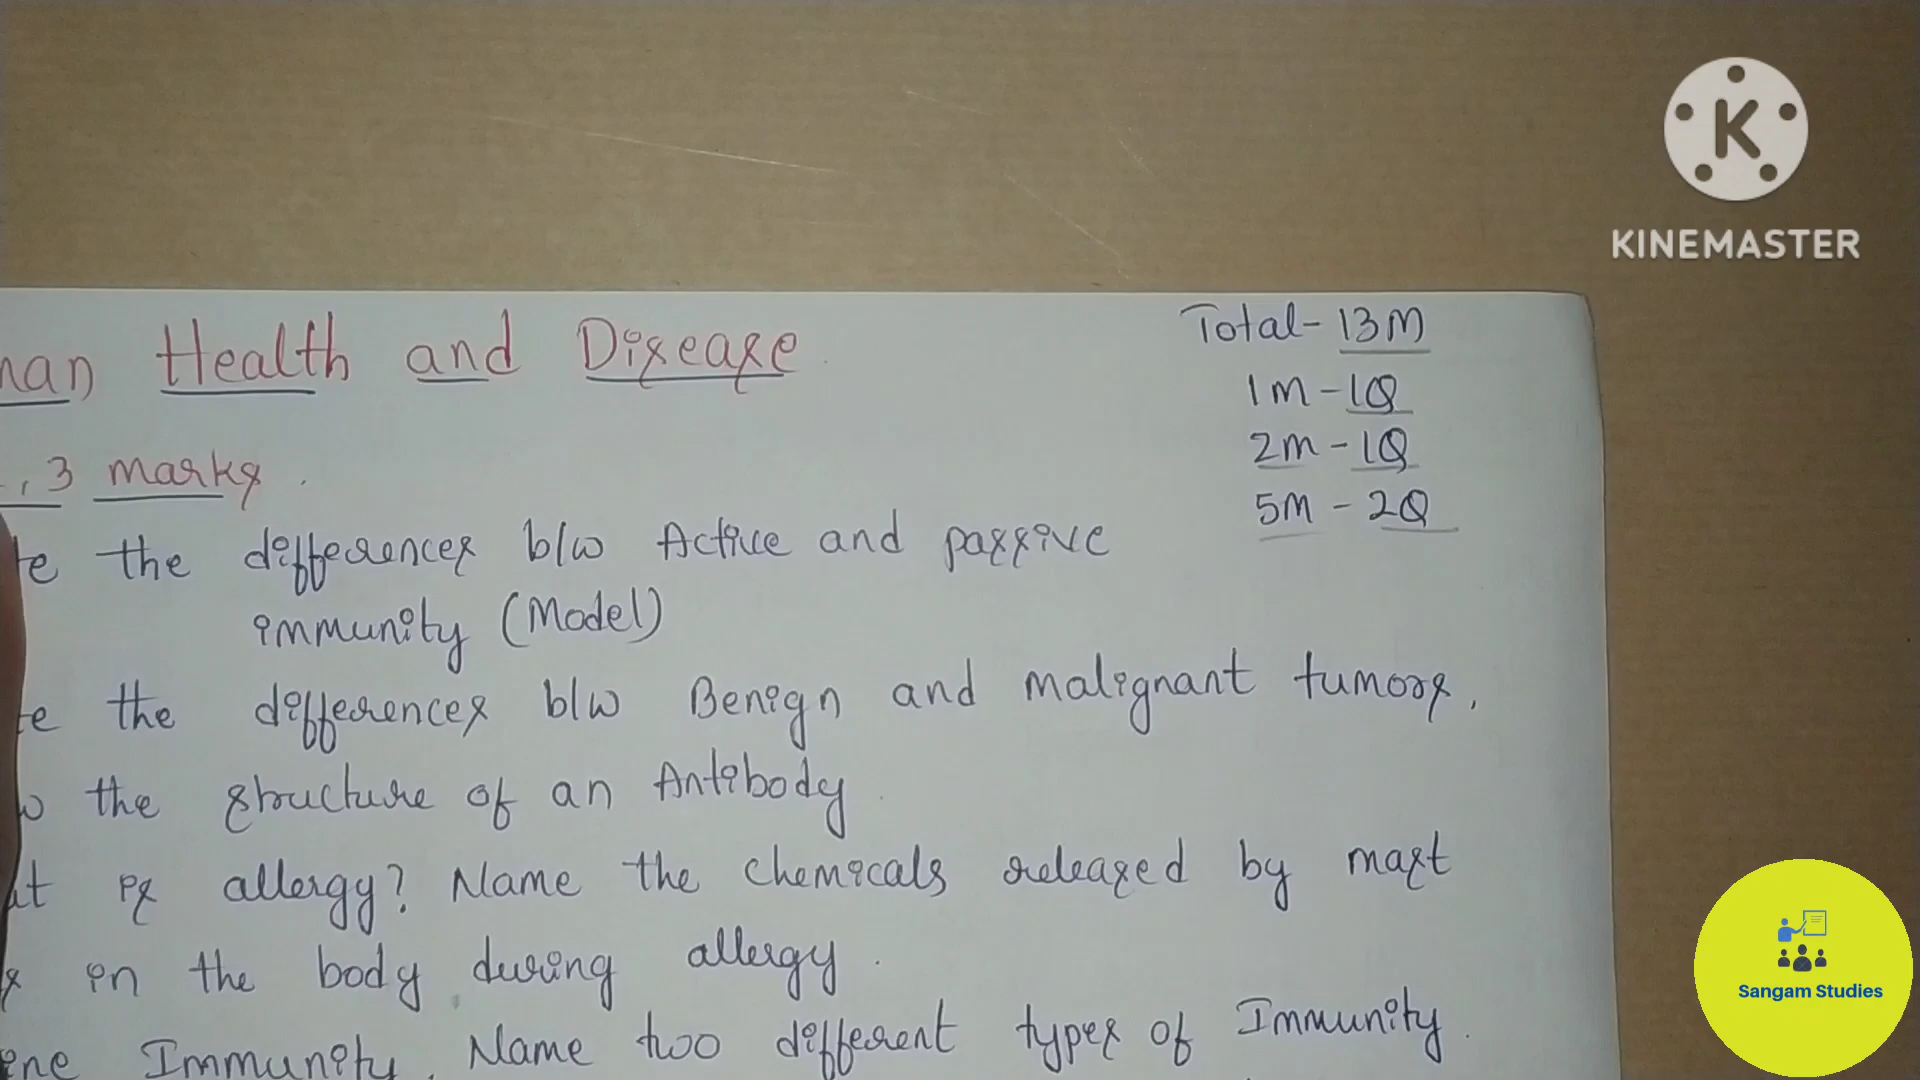 KINEMASTER
Total - 13M
Health and Disease
1M - 1Q
2M - 1Q
, 3 marks .
5M - 2Q
the differences b/w Active and passive
immunity (Model)
the differences b/w Benign and malignant tumors.
the structure of an Antibody
is allergy? Name the chemicals released by mast
in the body during allergy .
Immunity. Name two different types of Immunity .
Sangam Studies